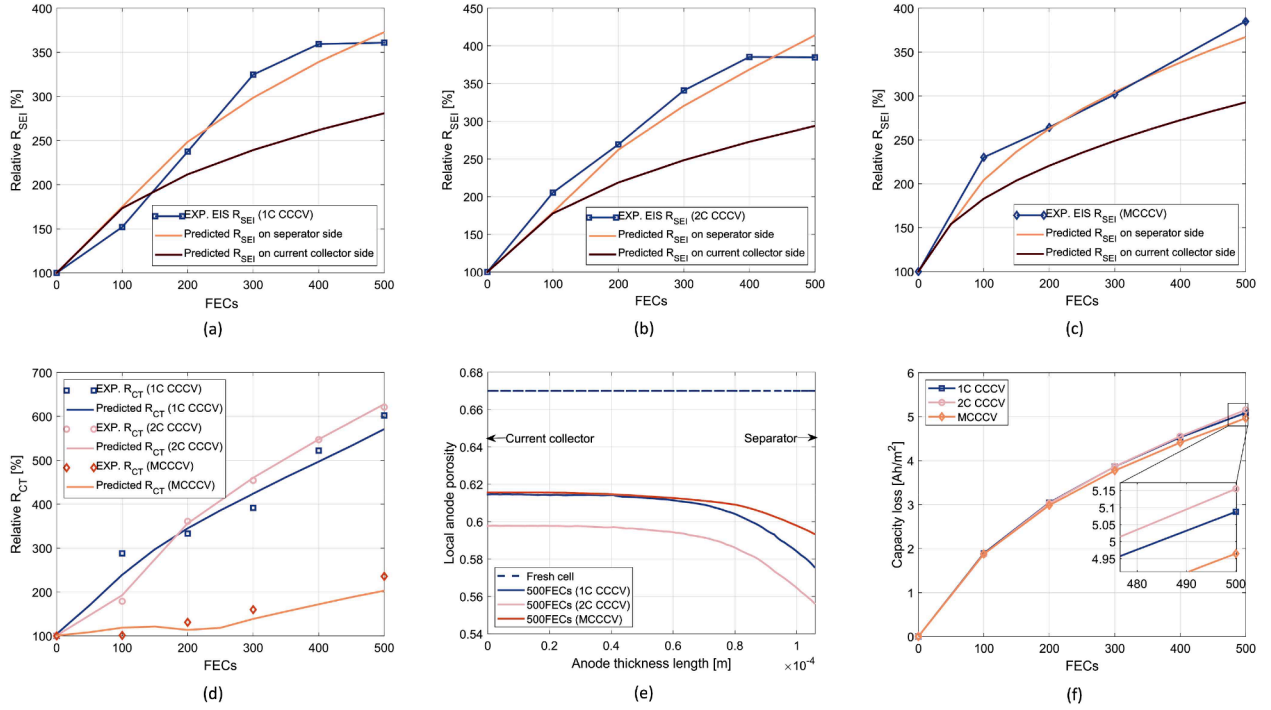 400
350
300
250
200
150
100
0
100
200
300
400
500
Relative R_SEI [%]
FECs
EXP. EIS R_SEI (1C CCCV)
Predicted R_SEI on seperator side
Predicted R_SEI on current collector side
(a)
450
400
350
300
250
200
150
100
0
100
200
300
400
500
Relative R_SEI [%]
FECs
EXP. EIS R_SEI (2C CCCV)
Predicted R_SEI on seperator side
Predicted R_SEI on current collector side
(b)
400
350
300
250
200
150
100
0
100
200
300
400
500
Relative R_SEI [%]
FECs
EXP. EIS R_SEI (MCCCV)
Predicted R_SEI on seperator side
Predicted R_SEI on current collector side
(c)
700
600
500
400
300
200
100
0
100
200
300
400
500
Relative R_CT [%]
FECs
EXP. R_CT (1C CCCV)
Predicted R_CT (1C CCCV)
EXP. R_CT (2C CCCV)
Predicted R_CT (2C CCCV)
EXP. R_CT (MCCCV)
Predicted R_CT (MCCCV)
(d)
0.68
0.66
0.64
0.62
0.6
0.58
0.56
0.54
0
0.2
0.4
0.6
0.8
1
×10⁻⁴
Local anode porosity
Anode thickness length [m]
Current collector
Separator
Fresh cell
500FECs (1C CCCV)
500FECs (2C CCCV)
500FECs (MCCCV)
(e)
6
5
4
3
2
1
0
0
100
200
300
400
500
Capacity loss [Ah/m²]
FECs
1C CCCV
2C CCCV
MCCCV
5.15
5.1
5.05
5
4.95
480
490
500
(f)